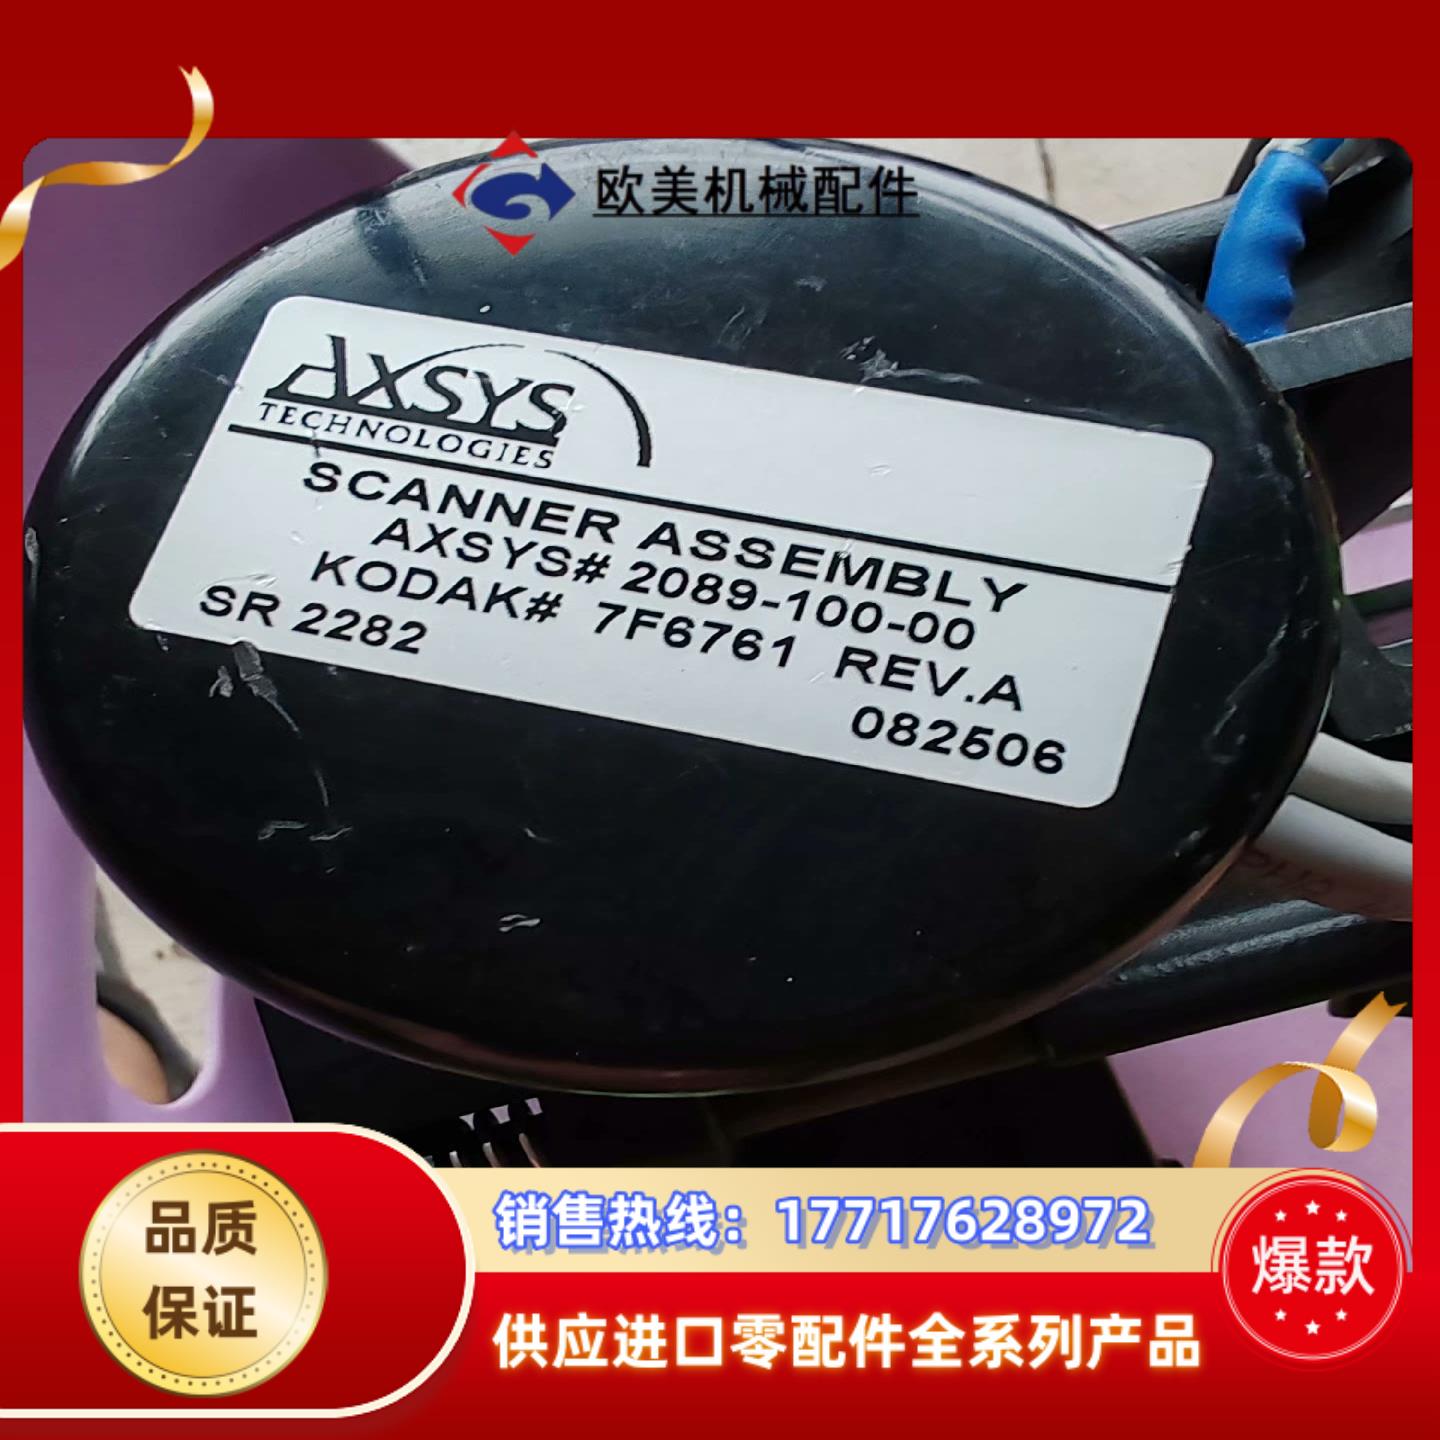 欧美机械配件
AXSYS
TECHNOLOGIES
SCANNER ASSEMBLY
AXSYS# 2089-100-00
KODAK# 7F6761 REV.A
SR 2282
082506
品质
保证
销售热线：17717628972
爆款
供应进口零配件全系列产品